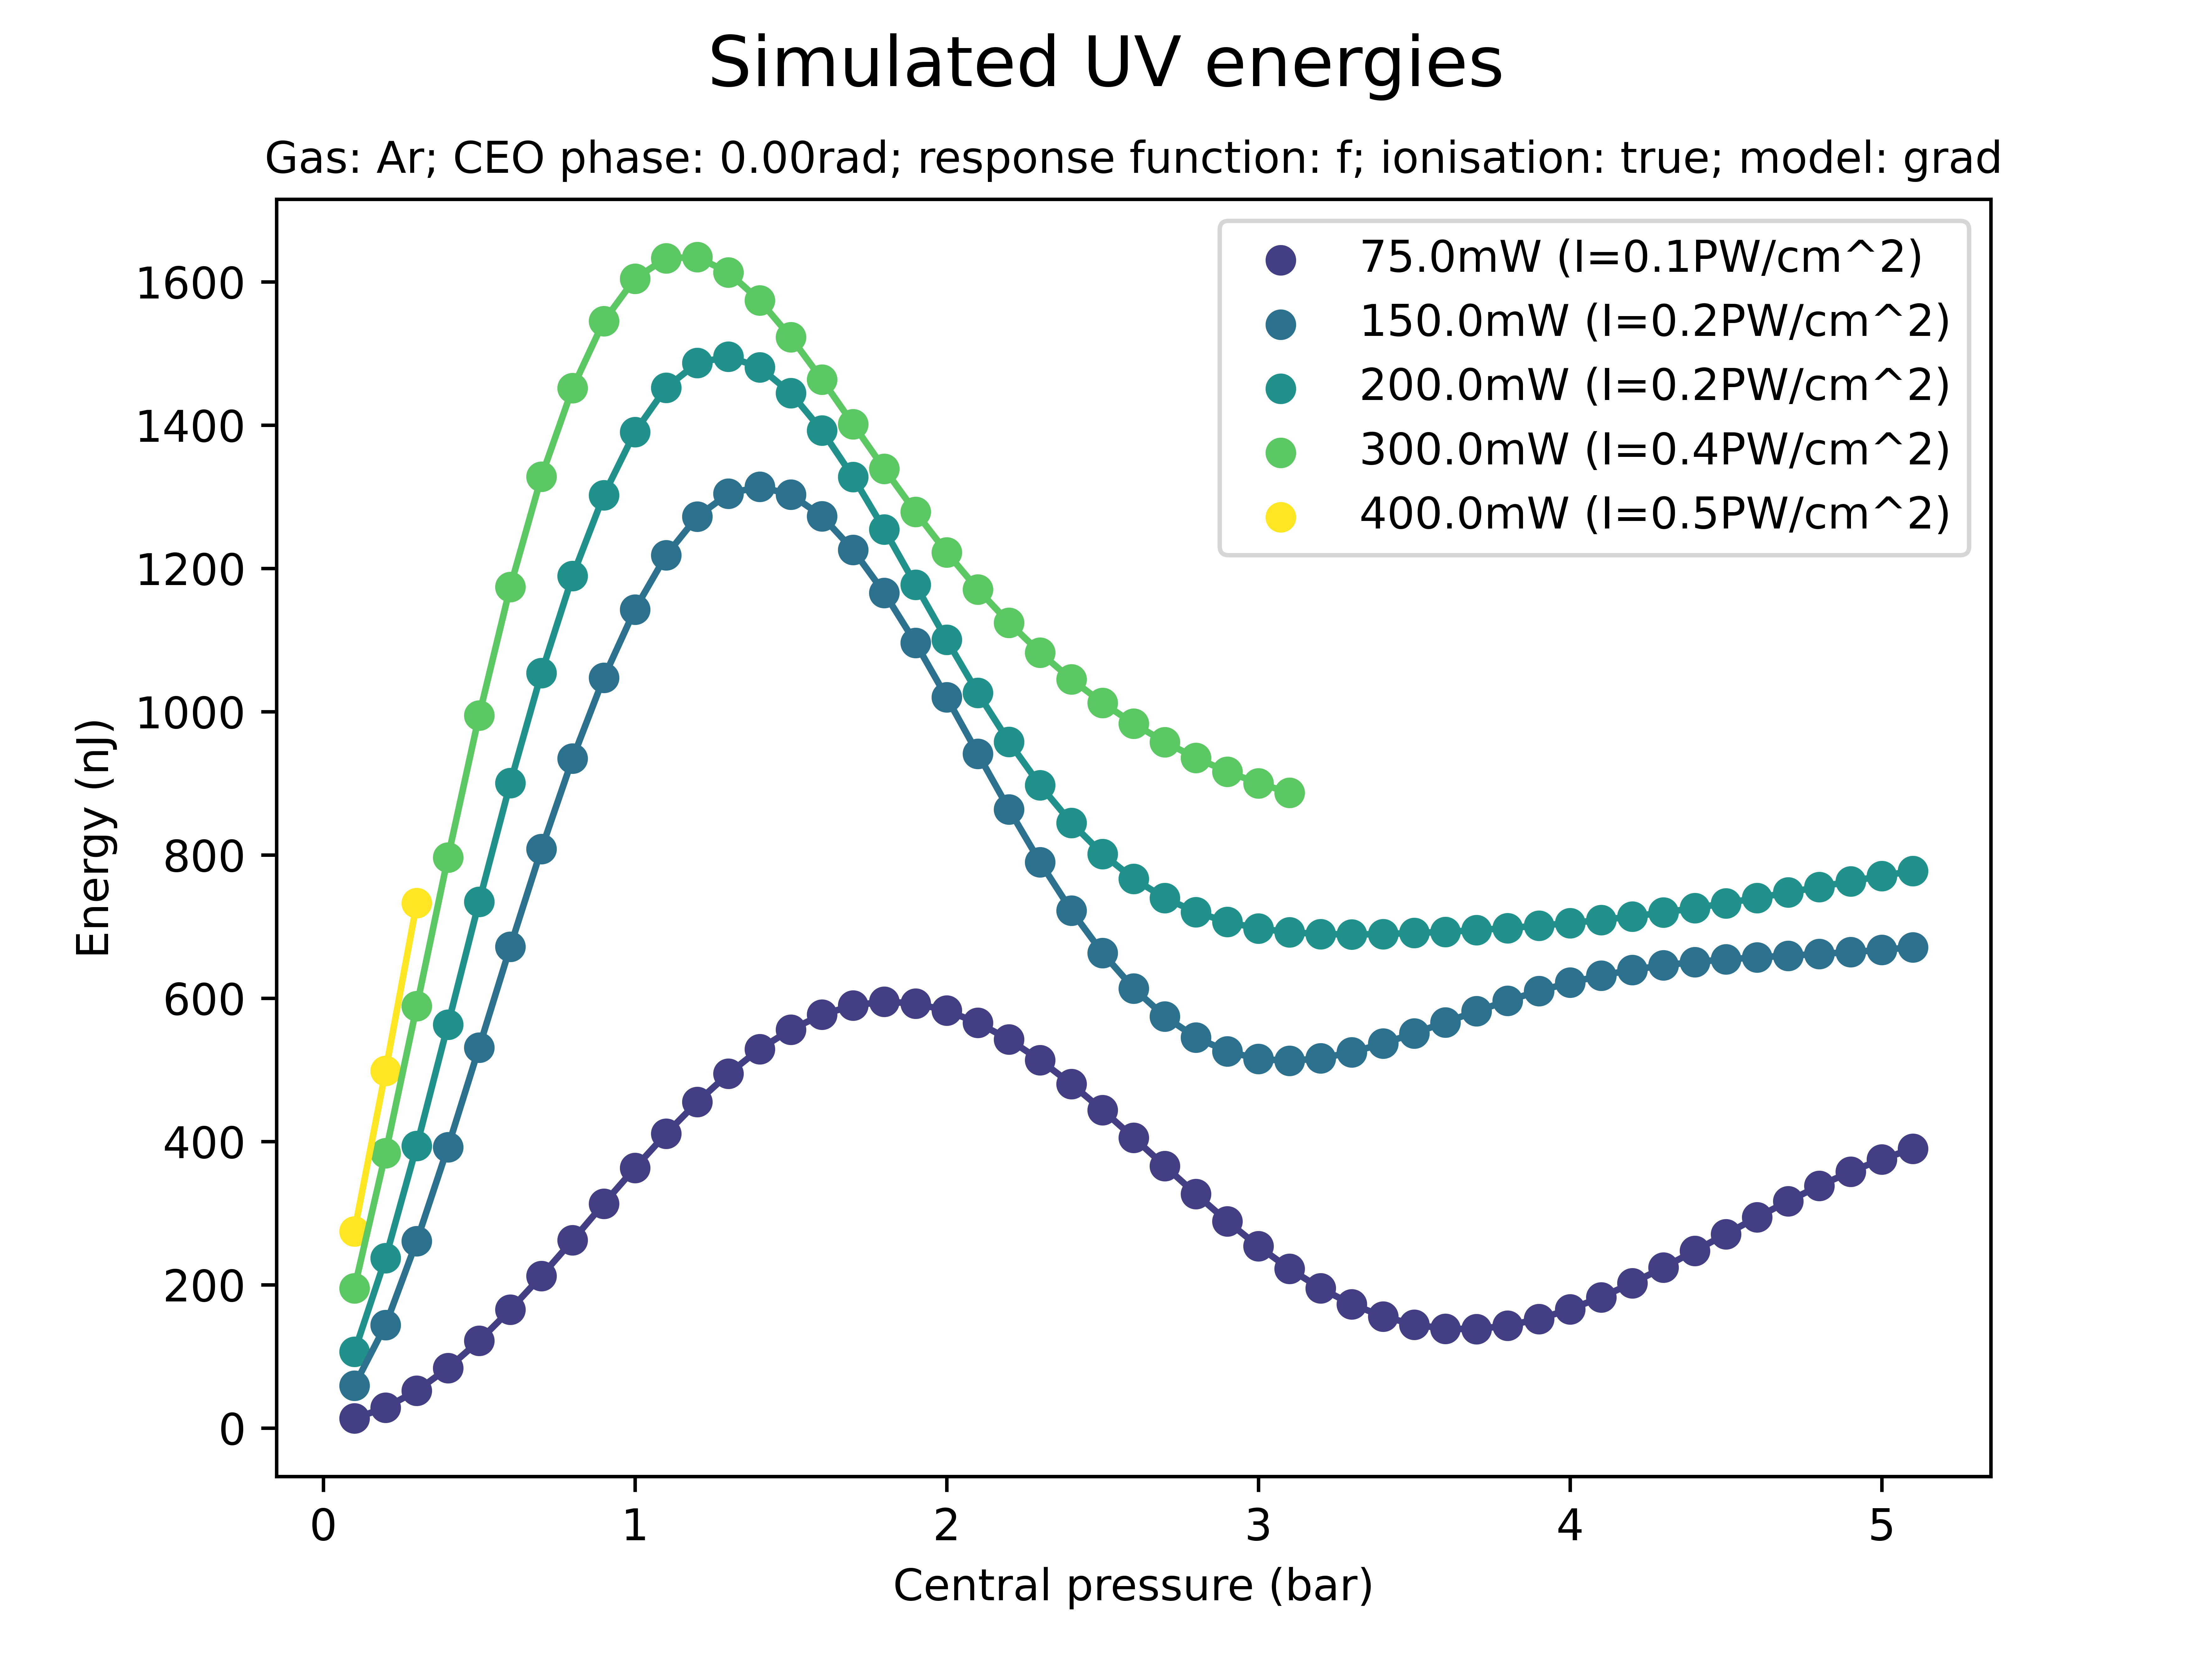 Simulated UV energies
Gas: Ar; CEO phase: 0.00rad; response function: f; ionisation: true; model: grad
75.0mW (I=0.1PW/cm^2)
150.0mW (I=0.2PW/cm^2)
200.0mW (I=0.2PW/cm^2)
300.0mW (I=0.4PW/cm^2)
400.0mW (I=0.5PW/cm^2)
Energy (nJ)
1600
1400
1200
1000
800
600
400
200
0
0 1 2 3 4 5
Central pressure (bar)